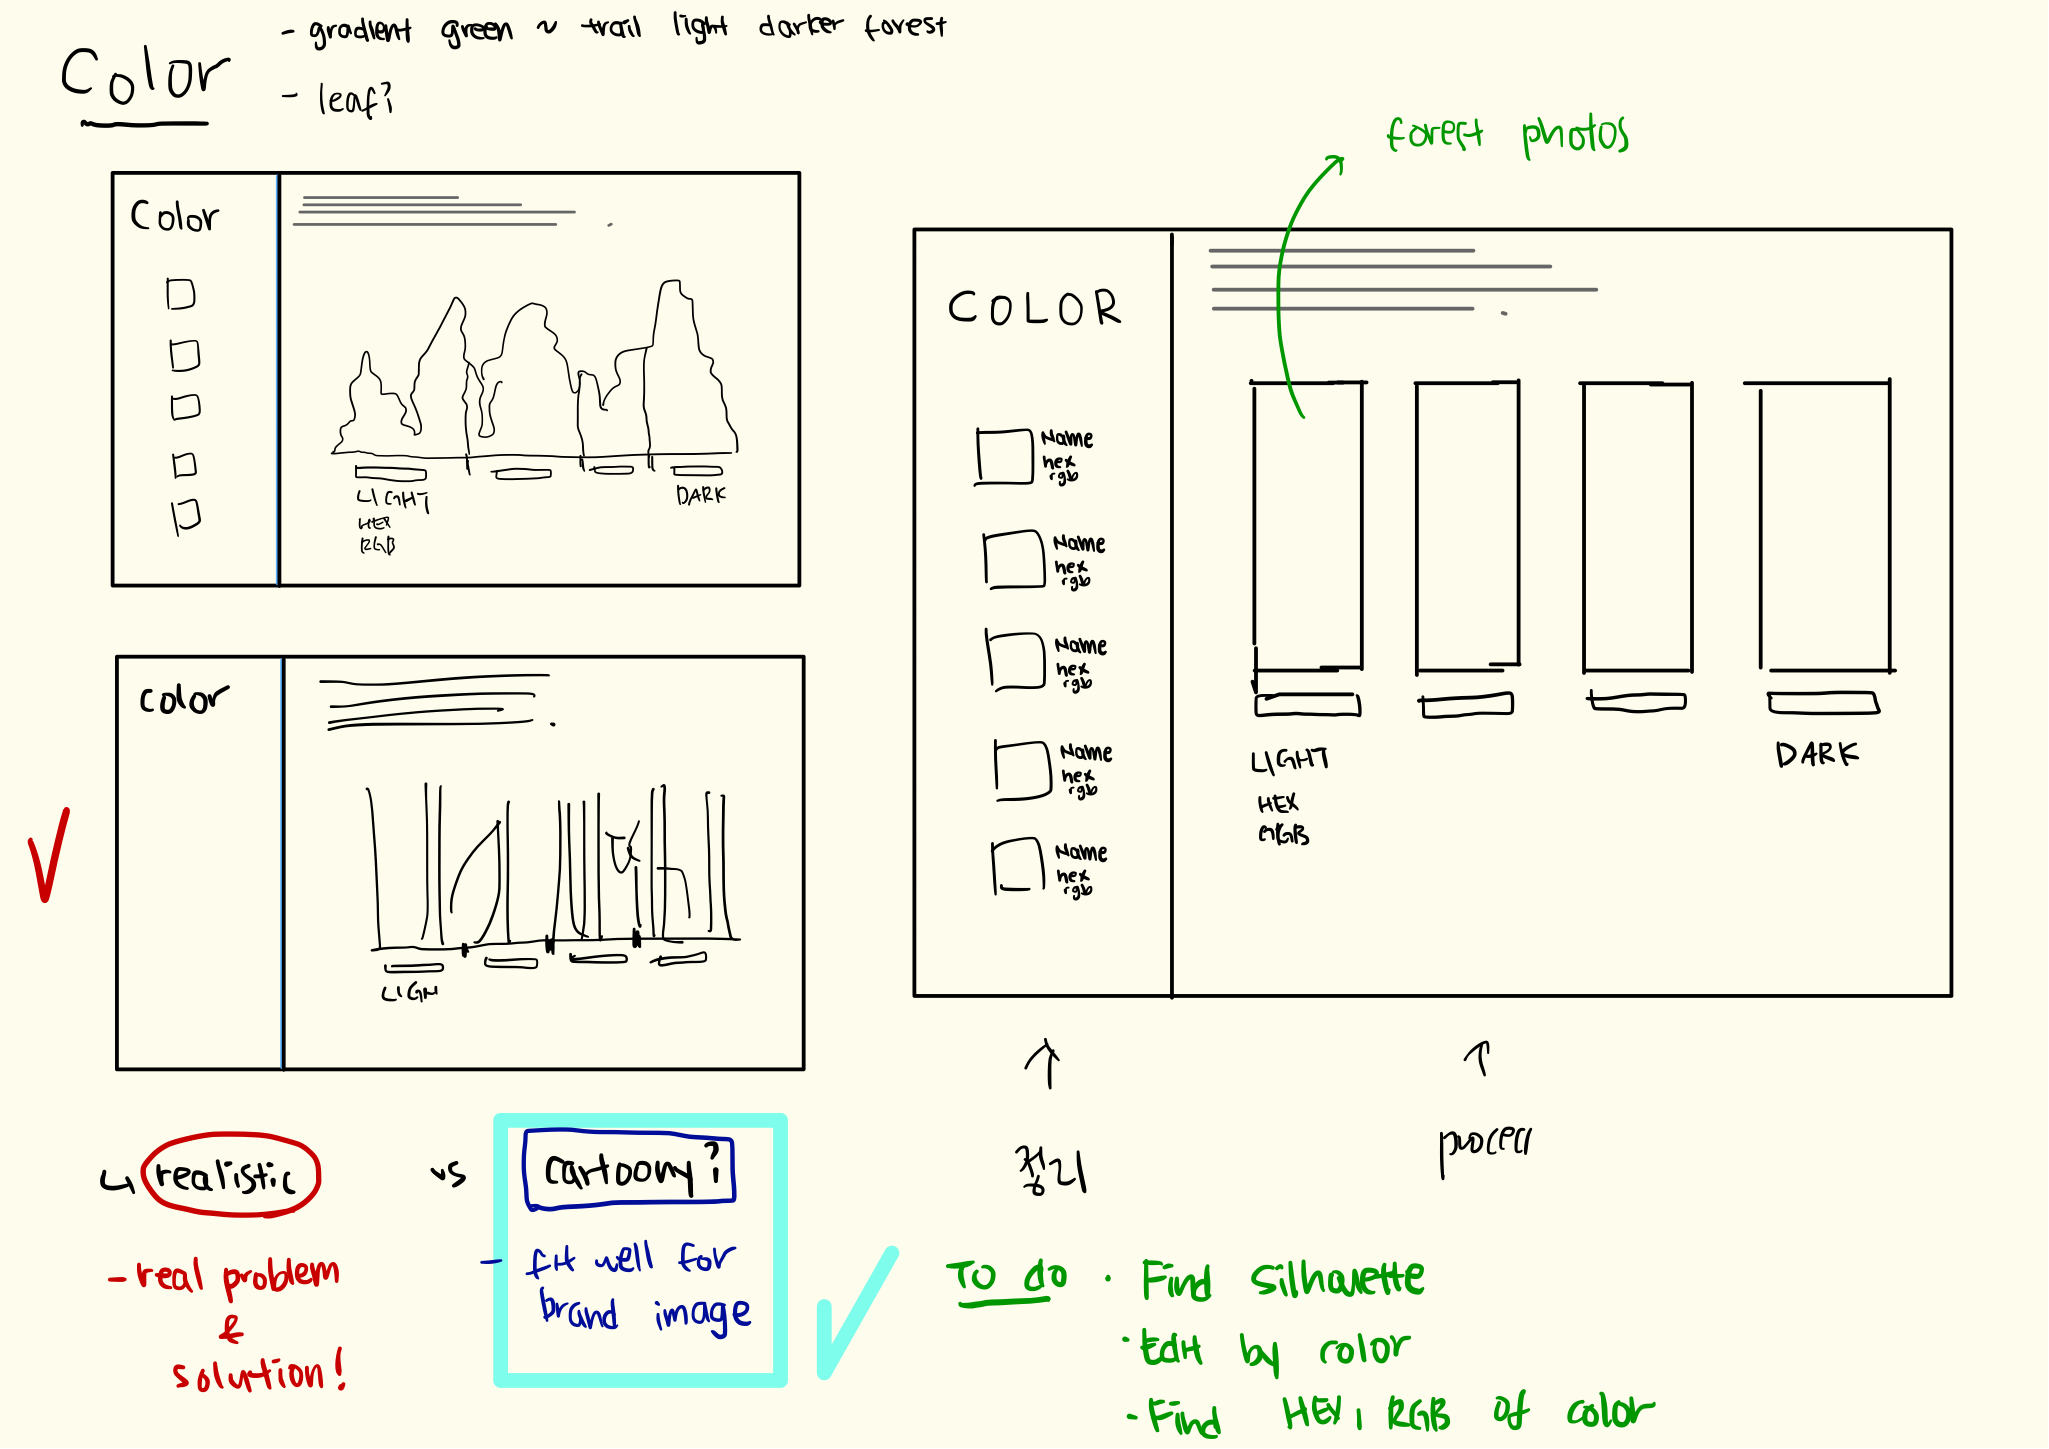 Color
- gradient green ~ trail light darker forest
- leaf?
forest photos
Color
LIGHT
HEX
RGB
DARK
color
LIGH
COLOR
Name
hex
rgb
Name
hex
rgb
Name
hex
rgb
Name
hex
rgb
Name
hex
rgb
LIGHT
HEX
RGB
DARK
realistic
vs
cartoony?
- real problem
&
solution!
- fit well for
brand image
To do
· Find Silhouette
· Edit by color
- Find HEX, RGB of color